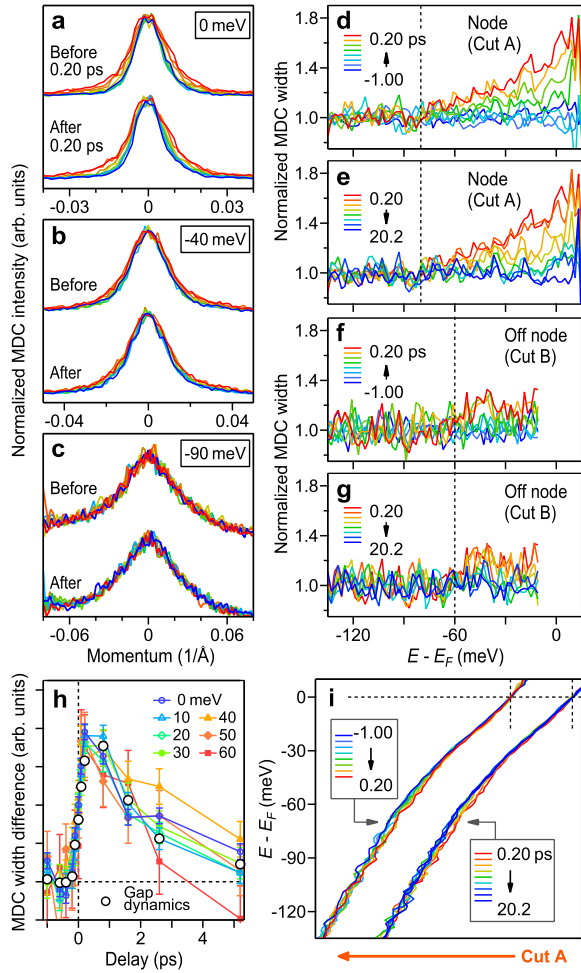 a
0 meV
Before
0.20 ps
After
0.20 ps
-0.03
0
0.03
b
-40 meV
Before
After
-0.04
0
0.04
c
-90 meV
Before
After
-0.06
0
0.06
Momentum (1/Å)
Normalized MDC intensity (arb. units)
d
0.20 ps
-1.00
Node
(Cut A)
1.8
1.4
1.0
Normalized MDC width
e
0.20
20.2
Node
(Cut A)
1.8
1.4
1.0
f
0.20 ps
-1.00
Off node
(Cut B)
1.8
1.4
1.0
Normalized MDC width
g
0.20
20.2
Off node
(Cut B)
1.8
1.4
1.0
-120
-60
0
E - EF (meV)
h
0 meV
10
20
30
40
50
60
Gap
dynamics
MDC width difference (arb. units)
0
0
2
4
Delay (ps)
i
-1.00
0.20
0.20 ps
20.2
0
-30
-60
-90
-120
E - EF (meV)
Cut A